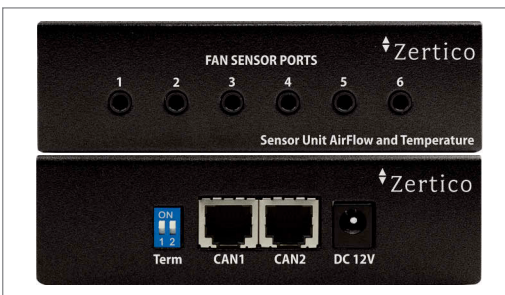 Zertico
FAN SENSOR PORTS
1 2 3 4 5 6
Sensor Unit AirFlow and Temperature
Zertico
ON
1 2
Term CAN1 CAN2 DC 12V